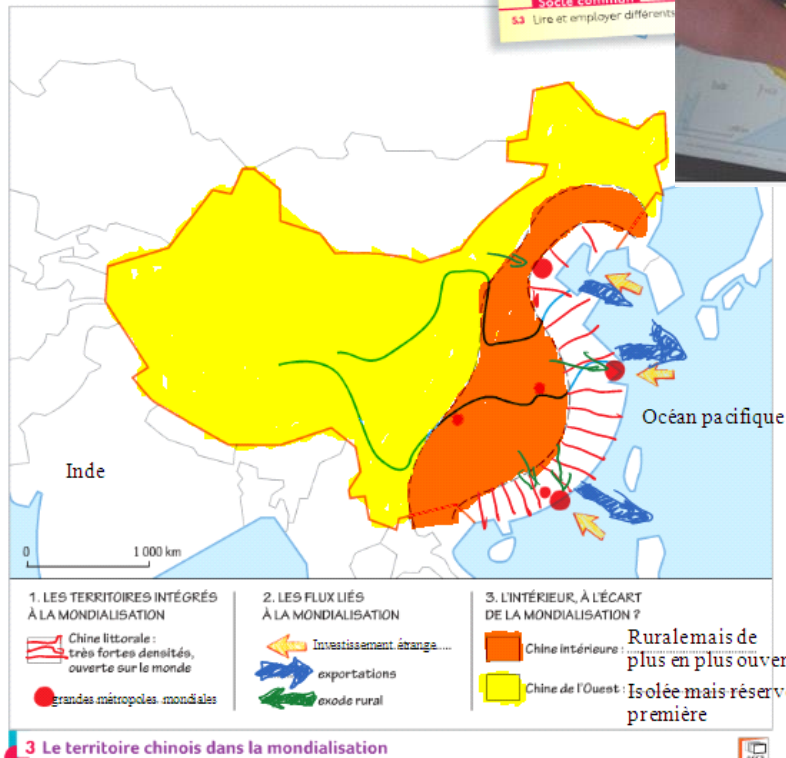 Socle commun
5.3 Lire et employer différents
Océan pacifique
Inde
0 1 000 km
1. LES TERRITOIRES INTÉGRÉS
À LA MONDIALISATION
Chine littorale :
très fortes densités,
ouverte sur le monde
grandes métropoles mondiales
2. LES FLUX LIÉS
À LA MONDIALISATION
Investissement étrange
exportations
exode rural
3. L'INTÉRIEUR, À L'ÉCART
DE LA MONDIALISATION ?
Chine intérieure : Rurale mais de
plus en plus ouver
Chine de l'Ouest : Isolée mais réserv
première
3 Le territoire chinois dans la mondialisation